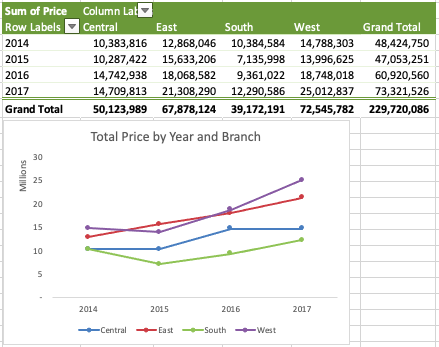 Sum of Price Column Lab
Row Labels Central East South West Grand Total
2014 10,383,816 12,868,046 10,384,584 14,788,303 48,424,750
2015 10,287,422 15,633,206 7,135,998 13,996,625 47,053,251
2016 14,742,938 18,068,582 9,361,022 18,748,018 60,920,560
2017 14,709,813 21,308,290 12,290,586 25,012,837 73,321,526
Grand Total 50,123,989 67,878,124 39,172,191 72,545,782 229,720,086
Total Price by Year and Branch
Millions
30
25
20
15
10
5
-
2014 2015 2016 2017
Central East South West